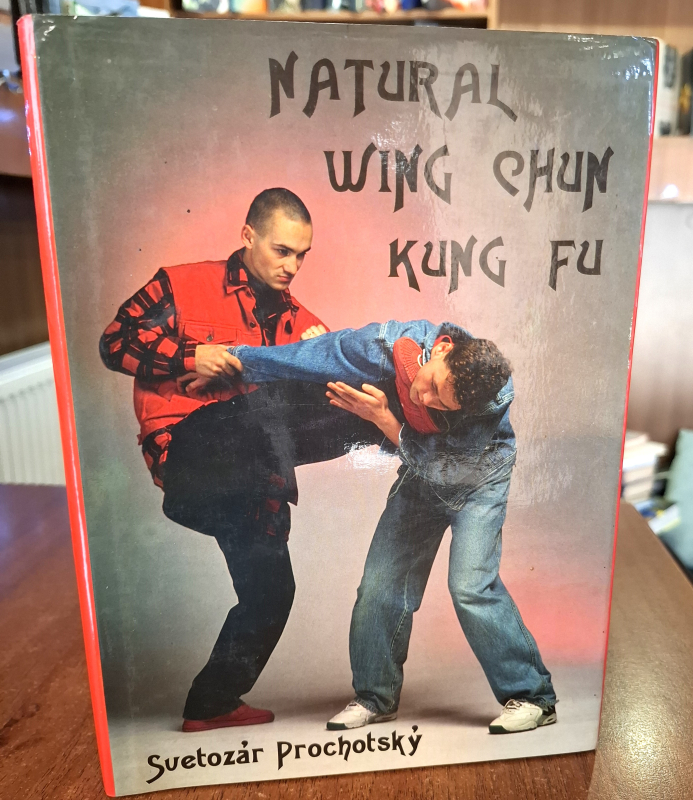 NATURAL
WING CHUN
KUNG FU
Svetozár Prochotský